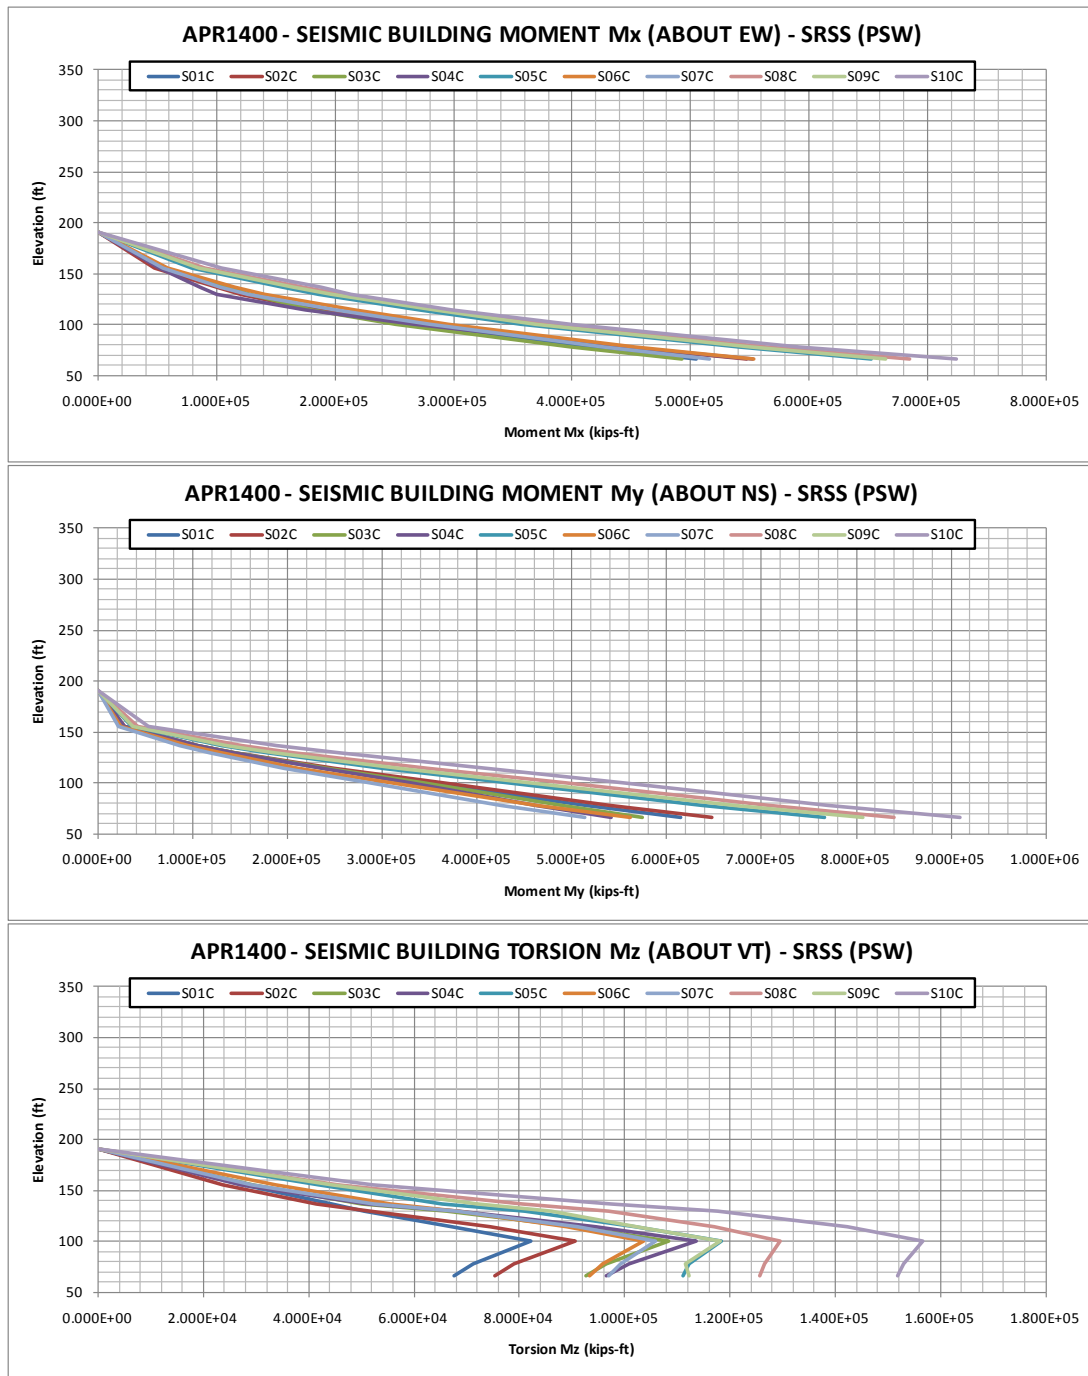 APR1400 - SEISMIC BUILDING MOMENT Mx (ABOUT EW) - SRSS (PSW)
S01C S02C S03C S04C S05C S06C S07C S08C S09C S10C
350
300
250
200
150
100
50
Elevation (ft)
0.000E+00 1.000E+05 2.000E+05 3.000E+05 4.000E+05 5.000E+05 6.000E+05 7.000E+05 8.000E+05
Moment Mx (kips-ft)
APR1400 - SEISMIC BUILDING MOMENT My (ABOUT NS) - SRSS (PSW)
S01C S02C S03C S04C S05C S06C S07C S08C S09C S10C
350
300
250
200
150
100
50
Elevation (ft)
0.000E+00 1.000E+05 2.000E+05 3.000E+05 4.000E+05 5.000E+05 6.000E+05 7.000E+05 8.000E+05 9.000E+05 1.000E+06
Moment My (kips-ft)
APR1400 - SEISMIC BUILDING TORSION Mz (ABOUT VT) - SRSS (PSW)
S01C S02C S03C S04C S05C S06C S07C S08C S09C S10C
350
300
250
200
150
100
50
Elevation (ft)
0.000E+00 2.000E+04 4.000E+04 6.000E+04 8.000E+04 1.000E+05 1.200E+05 1.400E+05 1.600E+05 1.800E+05
Torsion Mz (kips-ft)